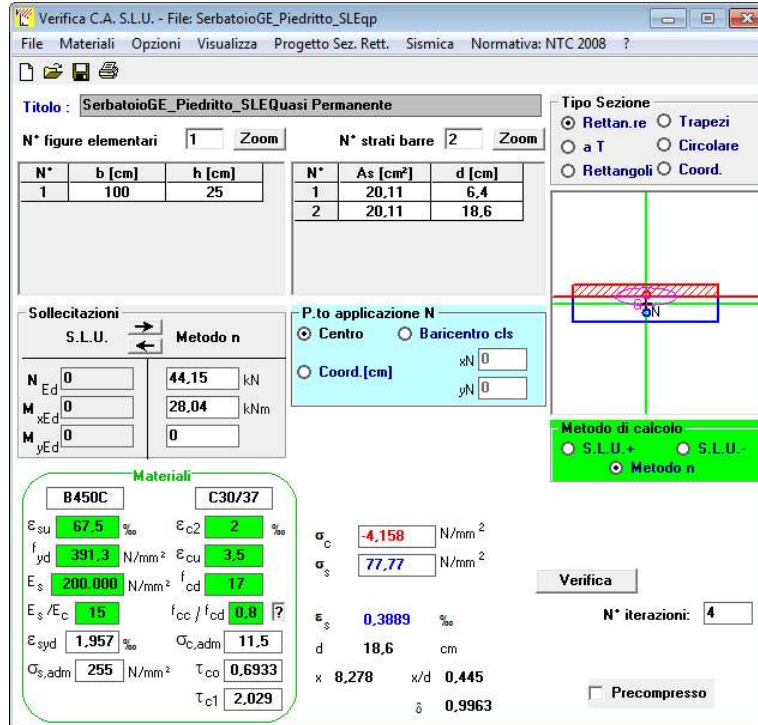 Verifica C.A. S.L.U. - File: SerbatoioGE_Piedritto_SLEqp
File Materiali Opzioni Visualizza Progetto Sez. Rett. Sismica Normativa: NTC 2008 ?
Titolo : SerbatoioGE_Piedritto_SLEQuasi Permanente
N° figure elementari 1 Zoom N° strati barre 2 Zoom
N° b [cm] h [cm]
1 100 25
N° As [cm²] d [cm]
1 20,11 6,4
2 20,11 18,6
Tipo Sezione
Rettan.re Trapezi
a T Circolare
Rettangoli Coord.
G N
Sollecitazioni
S.L.U. Metodo n
N Ed 0 44,15 kN
M xEd 0 28,04 kNm
M yEd 0 0
P.to applicazione N
Centro Baricentro cls
Coord.[cm] xN 0
yN 0
Metodo di calcolo
S.L.U.+ S.L.U.-
Metodo n
Materiali
B450C C30/37
εsu 67,5 ‰ εc2 2 ‰
fyd 391,3 N/mm² εcu 3,5
Es 200.000 N/mm² fcd 17
Es /Ec 15 fcc / fcd 0,8 ?
εsyd 1,957 ‰ σc,adm 11,5
σs,adm 255 N/mm² τco 0,6933
τc1 2,029
σc -4,158 N/mm²
σs 77,77 N/mm²
εs 0,3889 ‰
d 18,6 cm
x 8,278 x/d 0,445
δ 0,9963
Verifica
N° iterazioni: 4
Precompresso